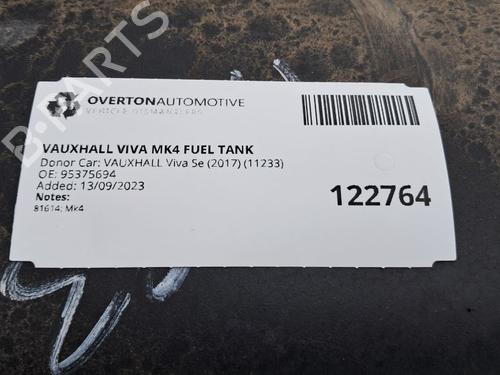 B-PARTS
OVERTONAUTOMOTIVE
VEHICLE DISMANTLERS
VAUXHALL VIVA MK4 FUEL TANK
Donor Car: VAUXHALL Viva Se (2017) (11233)
OE: 95375694
Added: 13/09/2023
Notes:
81614; Mk4
122764